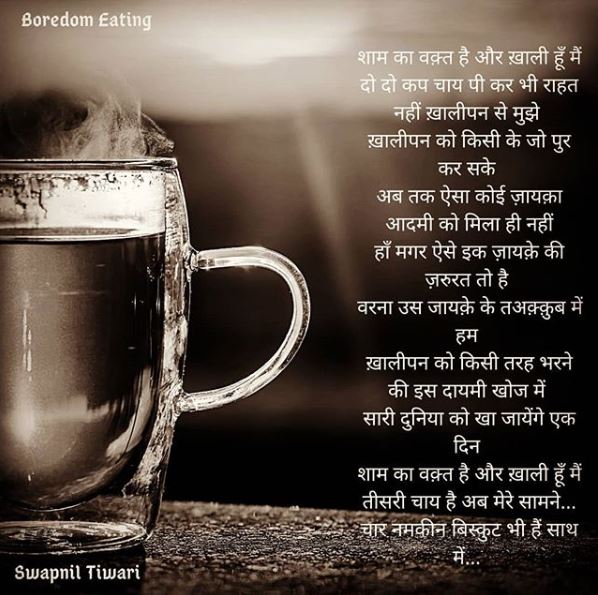 Boredom Eating
शाम का वक़्त है और ख़ाली हूँ मैं
दो दो कप चाय पी कर भी राहत
नहीं ख़ालीपन से मुझे
ख़ालीपन को किसी के जो पुर
कर सके
अब तक ऐसा कोई ज़ायक़ा
आदमी को मिला ही नहीं
हाँ मगर ऐसे इक ज़ायक़े की
ज़रुरत तो है
वरना उस जायक़े के तअक़्क़ुब में
हम
ख़ालीपन को किसी तरह भरने
की इस दायमी खोज में
सारी दुनिया को खा जायेंगे एक
दिन
शाम का वक़्त है और ख़ाली हूँ मैं
तीसरी चाय है अब मेरे सामने...
चार नमकीन बिस्कुट भी हैं साथ
में...
Swapnil Tiwari